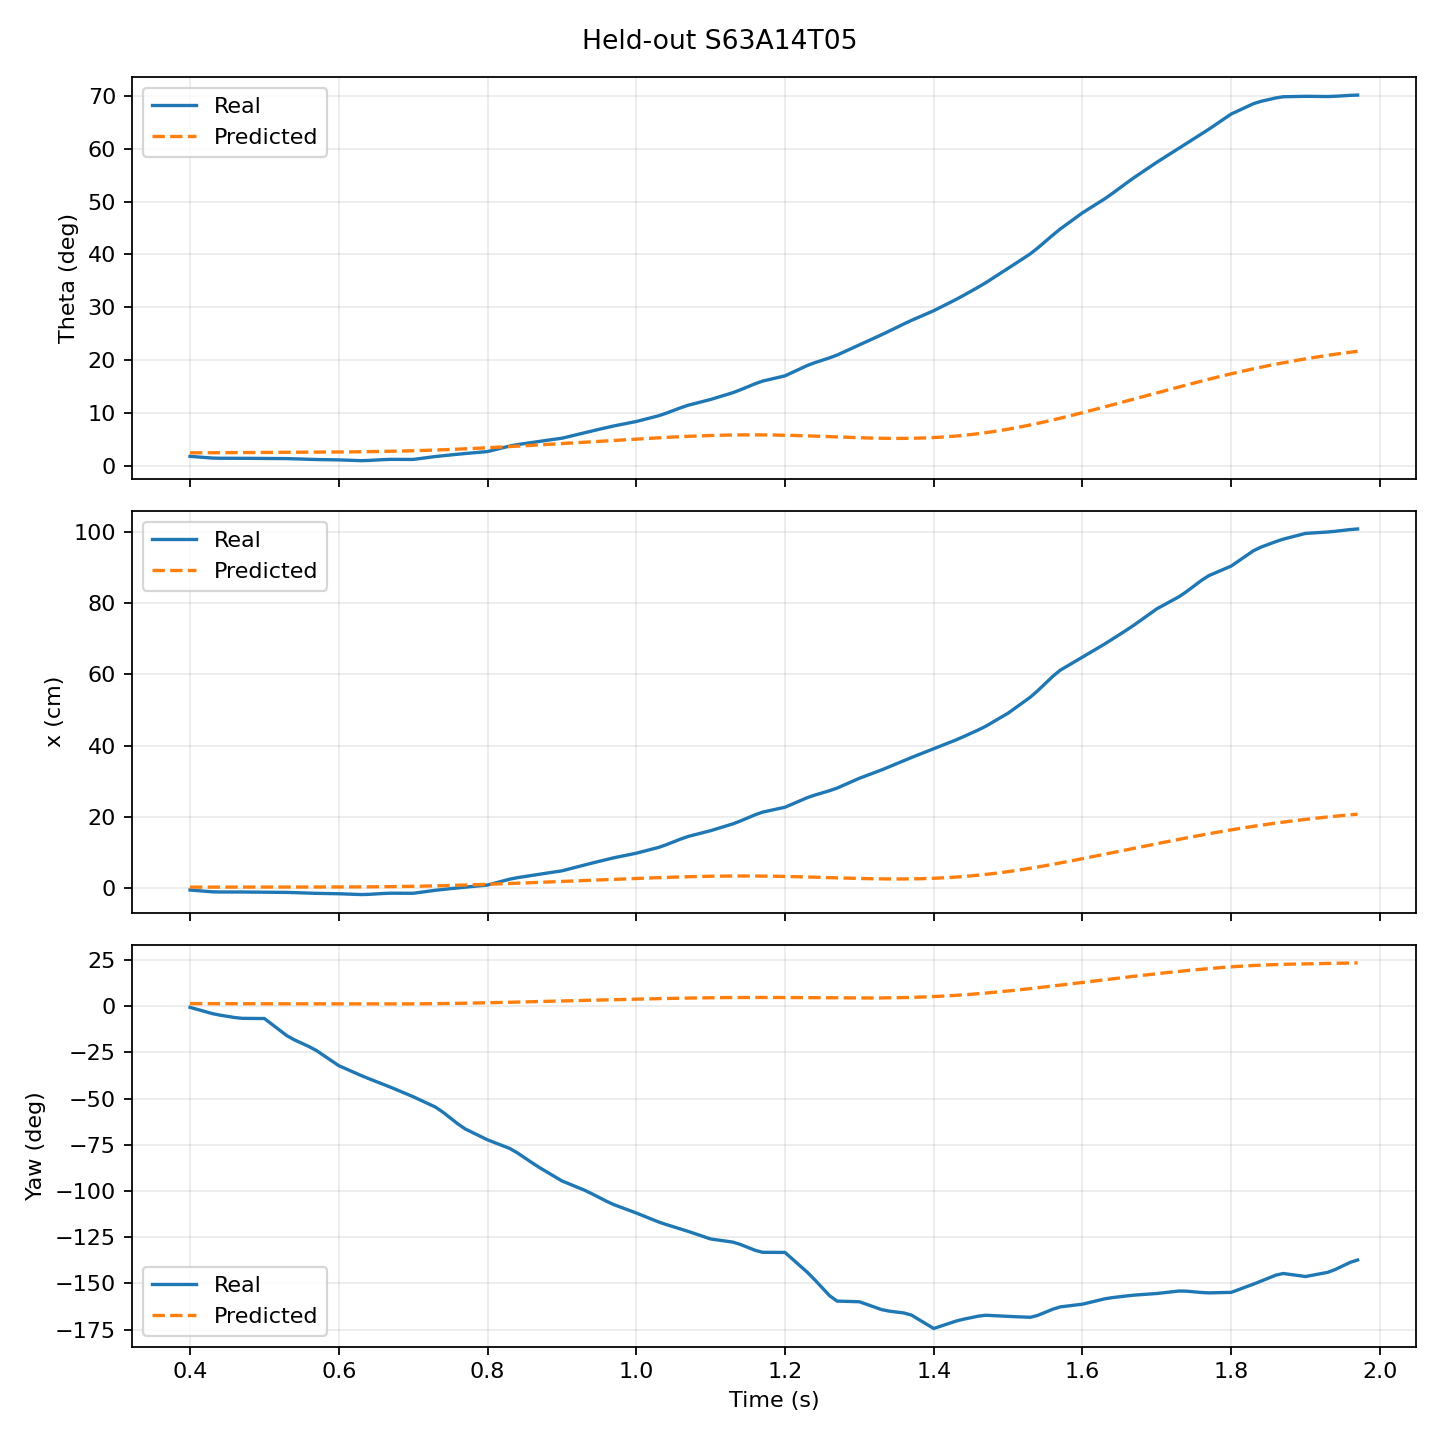 Held-out S63A14T05
Real
Predicted
Theta (deg)
70
60
50
40
30
20
10
0
Real
Predicted
x (cm)
100
80
60
40
20
0
Real
Predicted
Yaw (deg)
25
0
−25
−50
−75
−100
−125
−150
−175
0.4 0.6 0.8 1.0 1.2 1.4 1.6 1.8 2.0
Time (s)